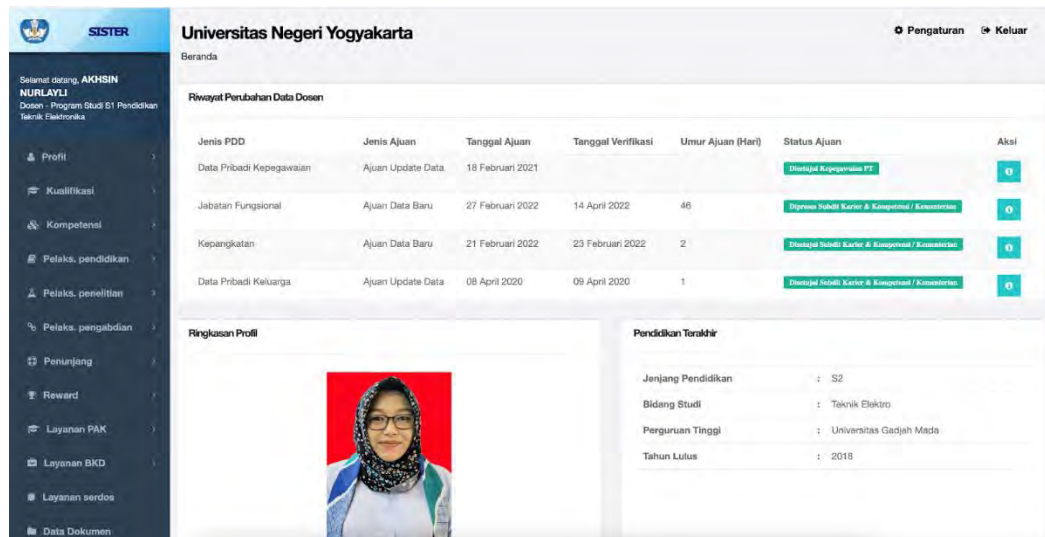 SISTER
Universitas Negeri Yogyakarta
Pengaturan
Keluar
Beranda
Selamat datang, AKHSIN
NURLAYLI
Dosen - Program Studi S1 Pendidikan
Teknik Elektronika
Profil
Kualifikasi
Kompetensi
Pelaks. pendidikan
Pelaks. penelitian
Pelaks. pengabdian
Penunjang
Reward
Layanan PAK
Layanan BKD
Layanan serdos
Data Dokumen
Riwayat Perubahan Data Dosen
Jenis PDD Jenis Ajuan Tanggal Ajuan Tanggal Verifikasi Umur Ajuan (Hari) Status Ajuan Aksi
Data Pribadi Kepegawaian Ajuan Update Data 18 Februari 2021 Disetujui Kepegawaian PT
Jabatan Fungsional Ajuan Data Baru 27 Februari 2022 14 April 2022 46 Diproses Subdit Karier & Kompetensi / Kementerian
Kepangkatan Ajuan Data Baru 21 Februari 2022 23 Februari 2022 2 Disetujui Subdit Karier & Kompetensi / Kementerian
Data Pribadi Keluarga Ajuan Update Data 08 April 2020 09 April 2020 1 Disetujui Subdit Karier & Kompetensi / Kementerian
Ringkasan Profil
Pendidikan Terakhir
Jenjang Pendidikan : S2
Bidang Studi : Teknik Elektro
Perguruan Tinggi : Universitas Gadjah Mada
Tahun Lulus : 2018